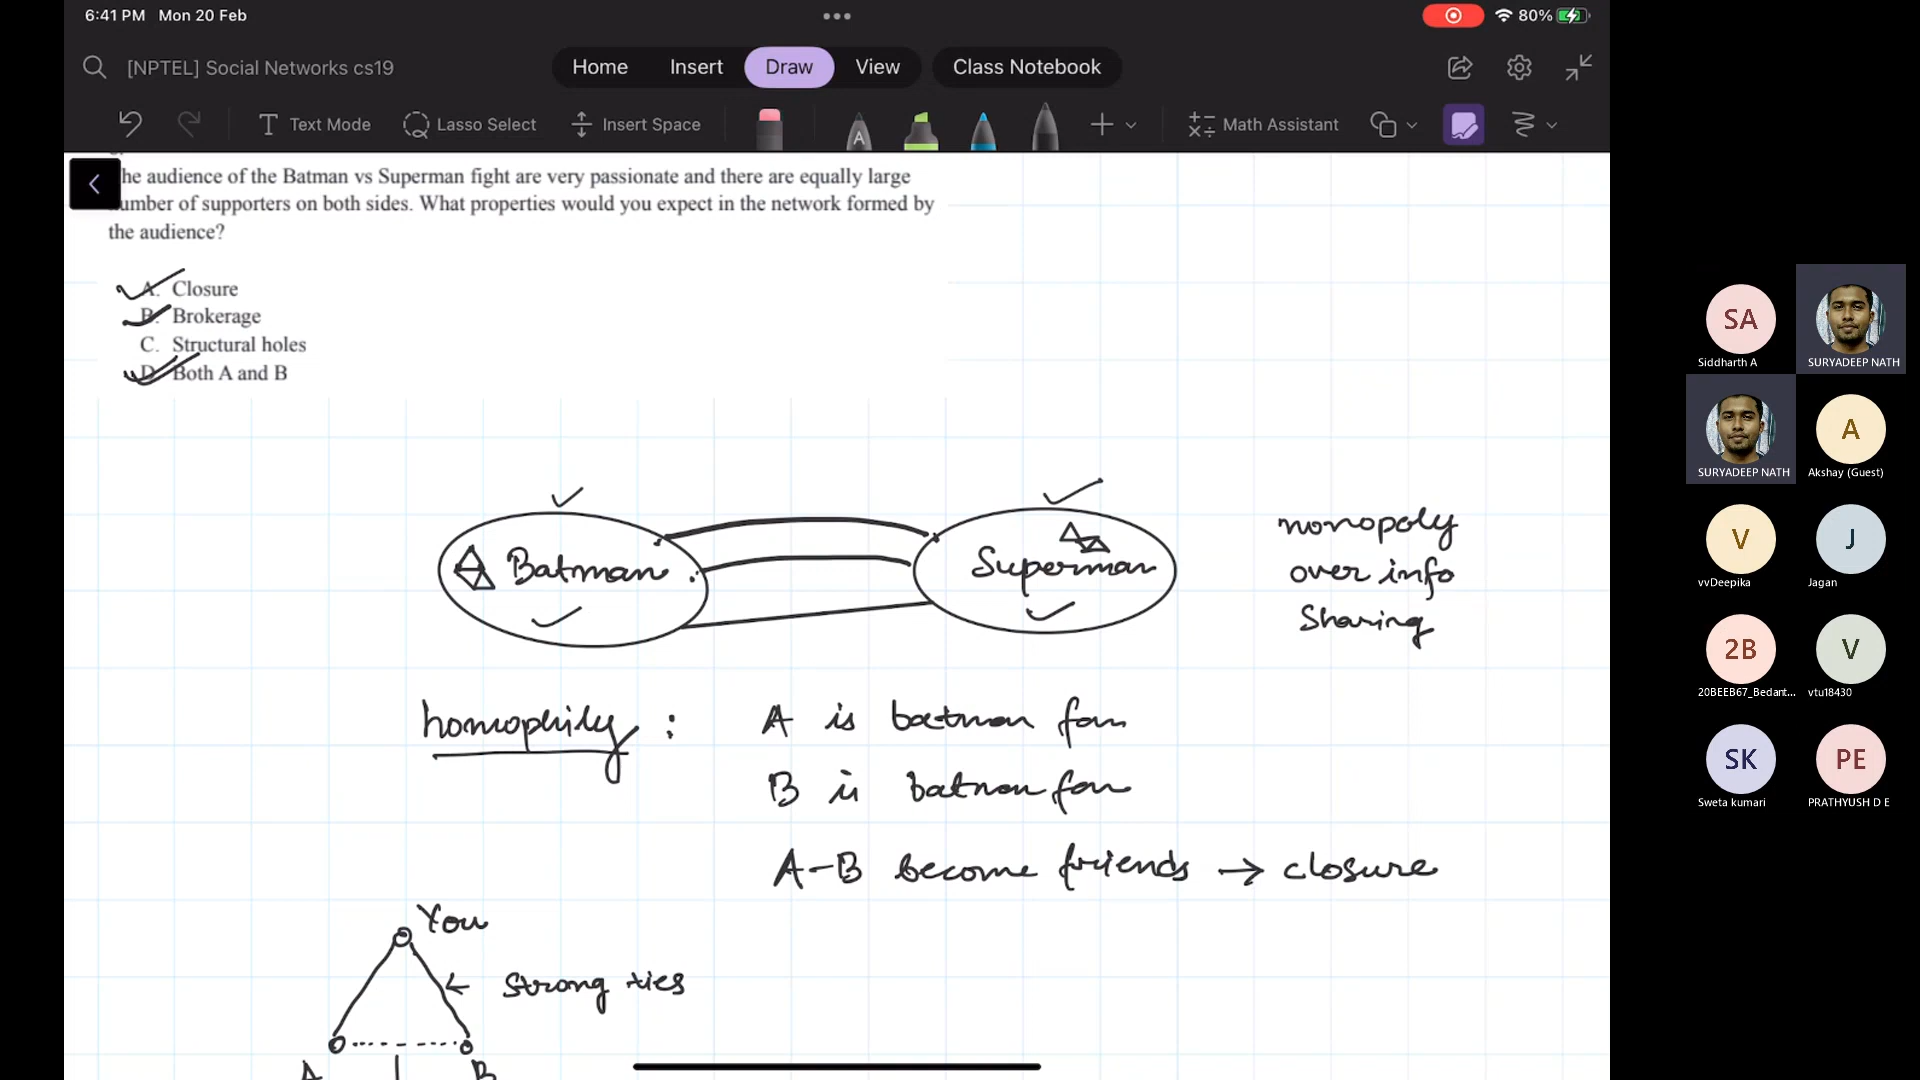 6:41 PM Mon 20 Feb
80%
[NPTEL] Social Networks cs19
Home Insert Draw View Class Notebook
Text Mode Lasso Select Insert Space A Math Assistant
he audience of the Batman vs Superman fight are very passionate and there are equally large
umber of supporters on both sides. What properties would you expect in the network formed by
the audience?
A. Closure
B. Brokerage
C. Structural holes
D. Both A and B
Batman
Superman
monopoly
over info
Sharing
homophily : A is batman fan
B is batman fan
A-B become friends → closure
You
strong ties
A B
SA
Siddharth A
SURYADEEP NATH
SURYADEEP NATH
A
Akshay (Guest)
V
vvDeepika
J
Jagan
2B
20BEEB67_Bedant...
V
vtu18430
SK
Sweta kumari
PE
PRATHYUSH D E